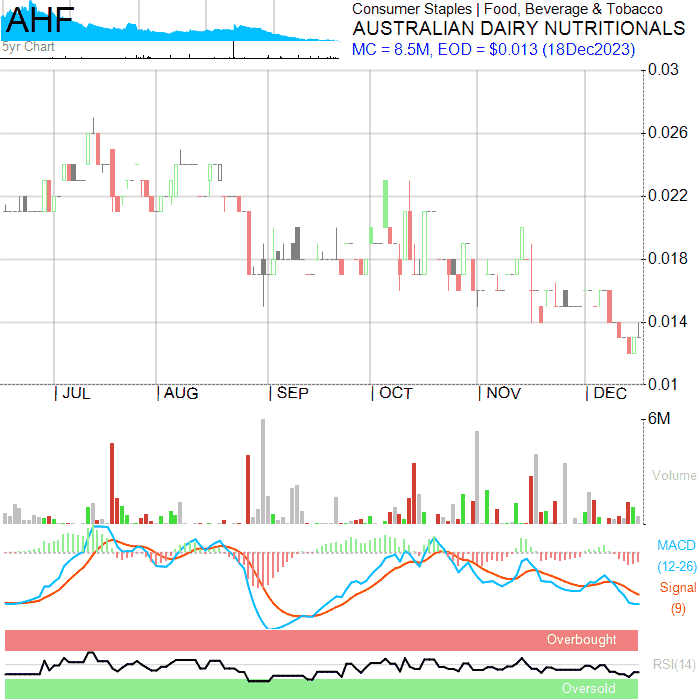 AHF
5yr Chart
Consumer Staples | Food, Beverage & Tobacco
AUSTRALIAN DAIRY NUTRITIONALS
MC = 8.5M, EOD = $0.013 (18Dec2023)
0.03
0.026
0.022
0.018
0.014
0.01
JUL AUG SEP OCT NOV DEC
6M
Volume
MACD
(12-26)
Signal
(9)
Overbought
RSI(14)
Oversold